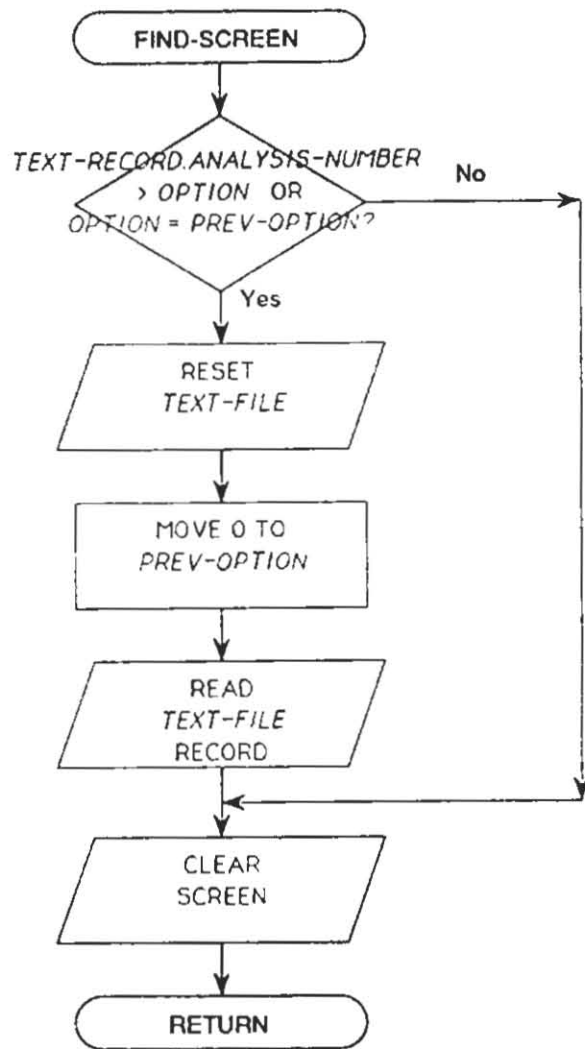 FIND-SCREEN
TEXT-RECORD.ANALYSIS-NUMBER
> OPTION OR
OPTION = PREV-OPTION?
No
Yes
RESET
TEXT-FILE
MOVE 0 TO
PREV-OPTION
READ
TEXT-FILE
RECORD
CLEAR
SCREEN
RETURN